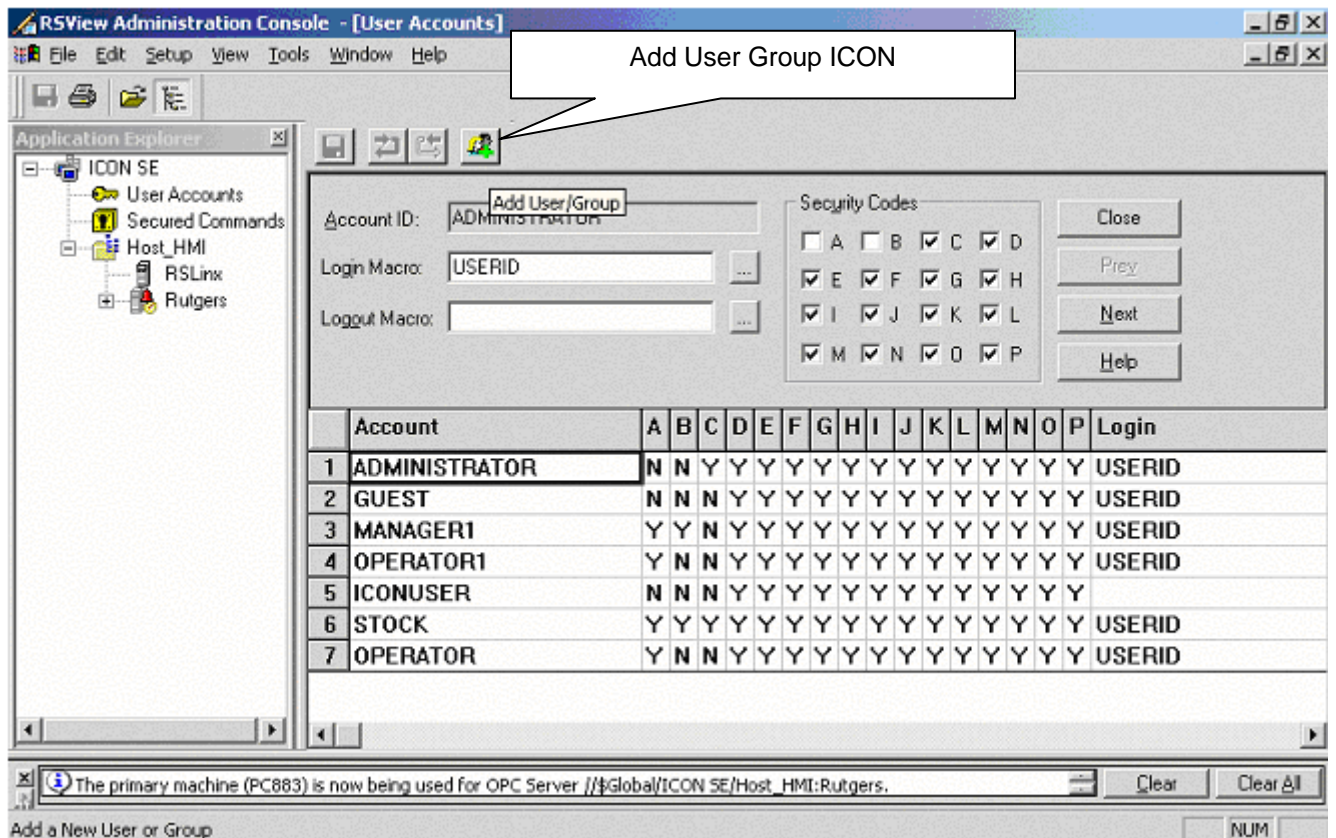 RSView Administration Console - [User Accounts]
File Edit Setup View Tools Window Help
Add User Group ICON
Application Explorer
ICON SE
User Accounts
Secured Commands
Host_HMI
RSLinx
Rutgers
Add User/Group
Account ID: ADMINISTRATOR
Login Macro: USERID ...
Logout Macro: ...
Security Codes
A B C D
E F G H
I J K L
M N O P
Close
Prev
Next
Help
Account A B C D E F G H I J K L M N O P Login
1 ADMINISTRATOR N N Y Y Y Y Y Y Y Y Y Y Y Y Y Y USERID
2 GUEST N N N Y Y Y Y Y Y Y Y Y Y Y Y Y USERID
3 MANAGER1 Y Y N Y Y Y Y Y Y Y Y Y Y Y Y Y USERID
4 OPERATOR1 Y N N Y Y Y Y Y Y Y Y Y Y Y Y Y USERID
5 ICONUSER N N N Y Y Y Y Y Y Y Y Y Y Y Y Y
6 STOCK Y Y Y Y Y Y Y Y Y Y Y Y Y Y Y Y USERID
7 OPERATOR Y N N Y Y Y Y Y Y Y Y Y Y Y Y Y USERID
The primary machine (PC883) is now being used for OPC Server //$Global/ICON SE/Host_HMI:Rutgers.
Clear Clear All
Add a New User or Group
NUM